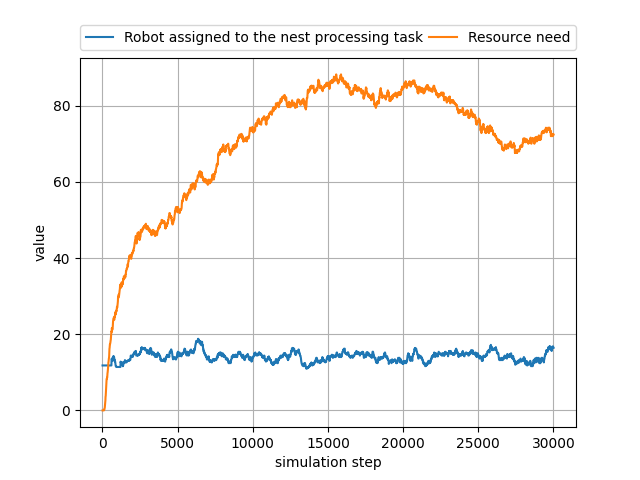 Robot assigned to the nest processing task
Resource need
value
80
60
40
20
0
0 5000 10000 15000 20000 25000 30000
simulation step